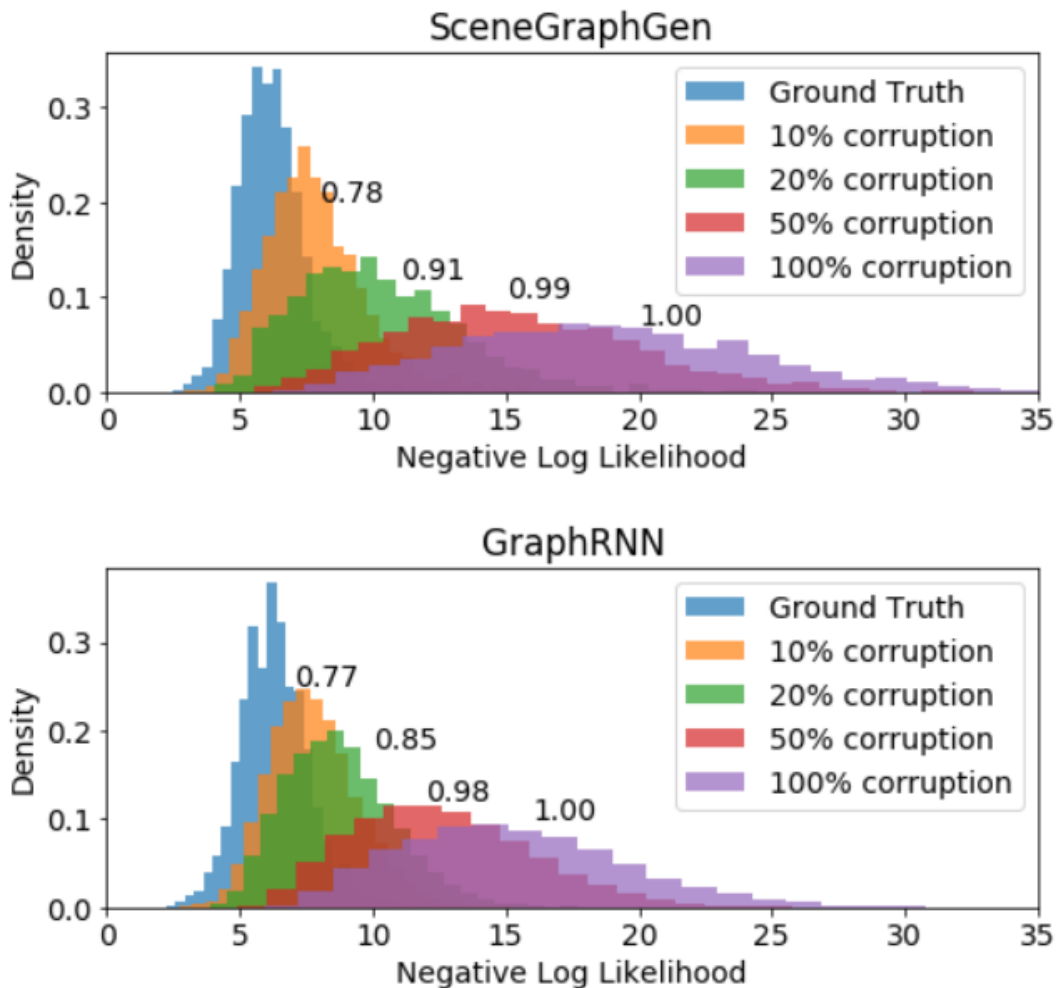 SceneGraphGen
Density
0.3
0.2
0.1
0.0
0.78
0.91
0.99
1.00
Ground Truth
10% corruption
20% corruption
50% corruption
100% corruption
0 5 10 15 20 25 30 35
Negative Log Likelihood
GraphRNN
Density
0.3
0.2
0.1
0.0
0.77
0.85
0.98
1.00
Ground Truth
10% corruption
20% corruption
50% corruption
100% corruption
0 5 10 15 20 25 30 35
Negative Log Likelihood